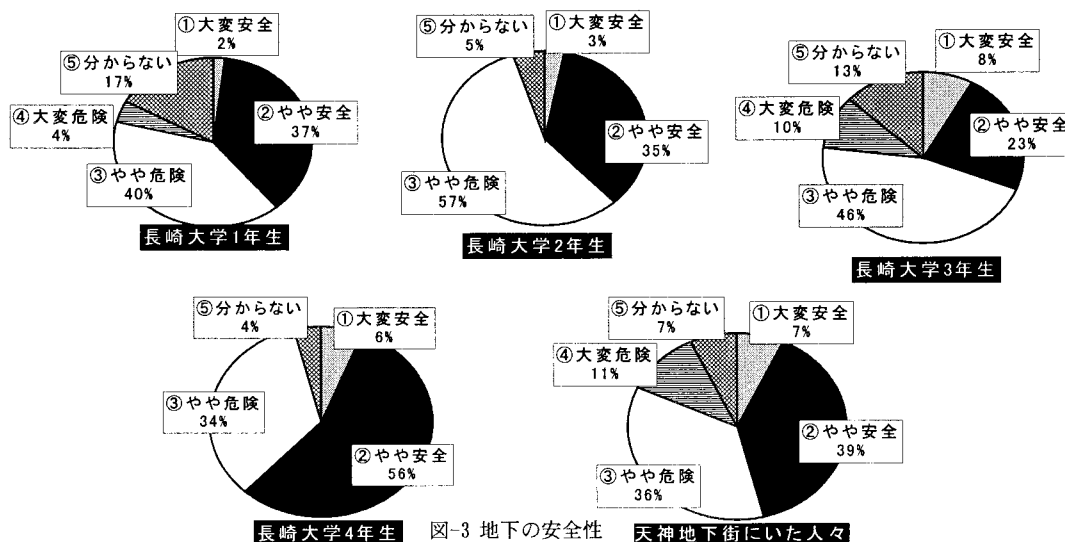 ①大変安全
2%
⑤分からない
17%
④大変危険
4%
②やや安全
37%
③やや危険
40%
長崎大学1年生
⑤分からない
5%
①大変安全
3%
②やや安全
35%
③やや危険
57%
長崎大学2年生
①大変安全
8%
⑤分からない
13%
④大変危険
10%
②やや安全
23%
③やや危険
46%
長崎大学3年生
⑤分からない
4%
①大変安全
6%
③やや危険
34%
②やや安全
56%
長崎大学4年生
⑤分からない
7%
①大変安全
7%
④大変危険
11%
②やや安全
39%
③やや危険
36%
天神地下街にいた人々
図-3 地下の安全性